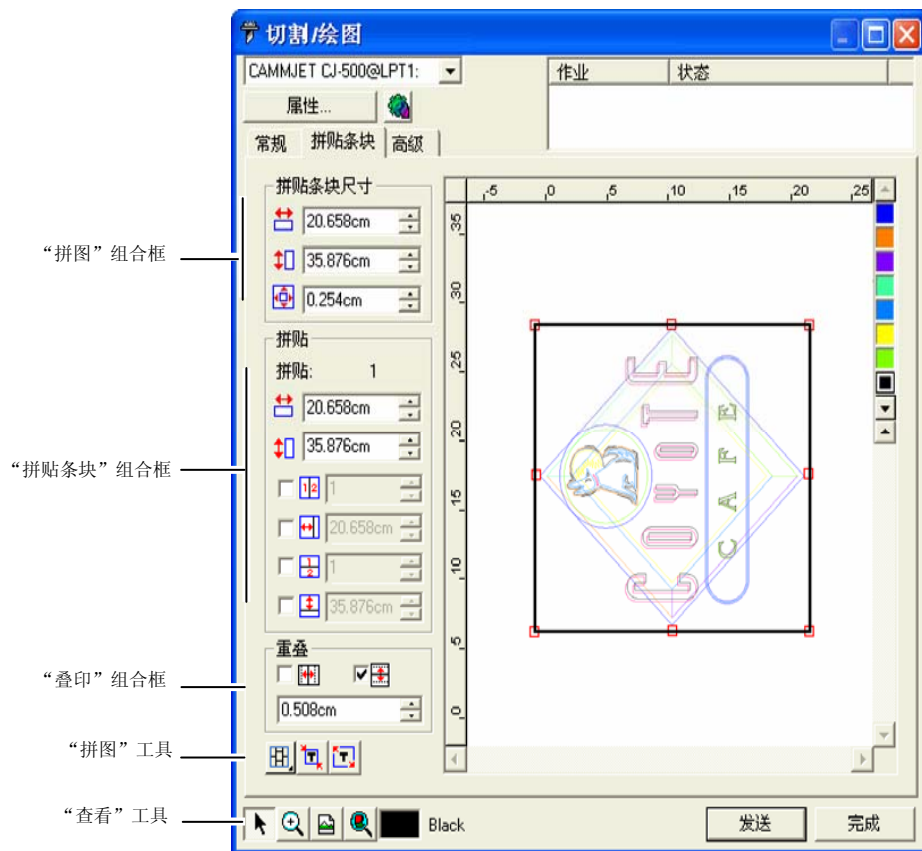 切割/绘图
CAMMJET CJ-500@LPT1:
作业 状态
属性...
常规 拼贴条块 高级
拼贴条块尺寸
20.658cm
35.876cm
0.254cm
拼贴
拼贴: 1
20.658cm
35.876cm
1 2
1
20.658cm
1 2
1
35.876cm
重叠
0.508cm
-5 0 5 10 15 20 25
35
30
25
20
15
10
5
0
COYOTE
CAFE
Black
发送 完成
“拼图”组合框
“拼贴条块”组合框
“叠印”组合框
“拼图”工具
“查看”工具